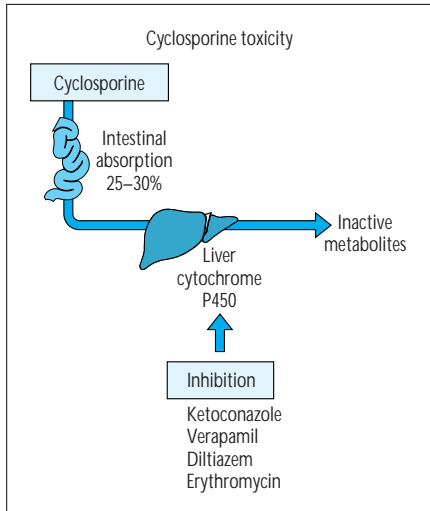 Cyclosporine toxicity
Cyclosporine
Intestinal
absorption
25–30%
Inactive
metabolites
Liver
cytochrome
P450
Inhibition
Ketoconazole
Verapamil
Diltiazem
Erythromycin